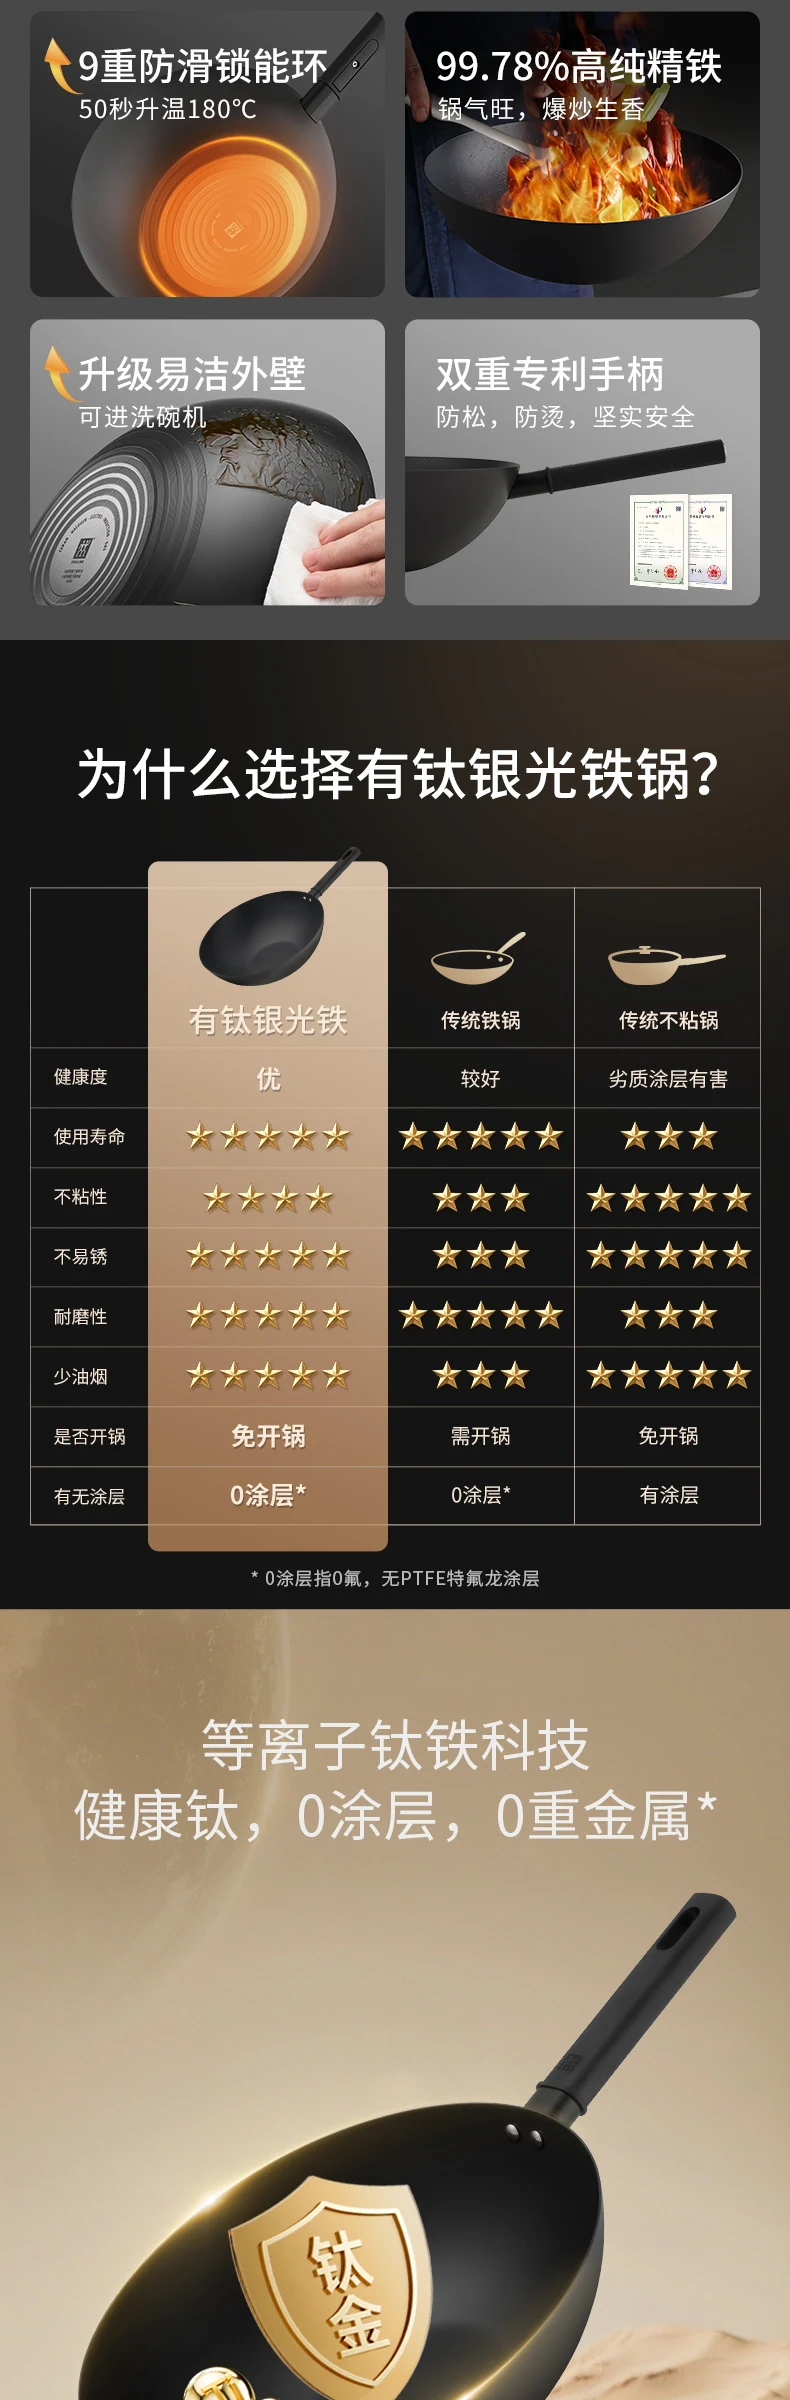 9重防滑锁能环
50秒升温180℃
99.78%高纯精铁
锅气旺，爆炒生香
升级易洁外壁
可进洗碗机
双重专利手柄
防松，防烫，坚实安全
为什么选择有钛银光铁锅？
有钛银光铁 传统铁锅 传统不粘锅
健康度 优 较好 劣质涂层有害
使用寿命
不粘性
不易锈
耐磨性
少油烟
是否开锅 免开锅 需开锅 免开锅
有无涂层 0涂层* 0涂层* 有涂层
* 0涂层指0氟，无PTFE特氟龙涂层
等离子钛铁科技
健康钛，0涂层，0重金属*
钛
金